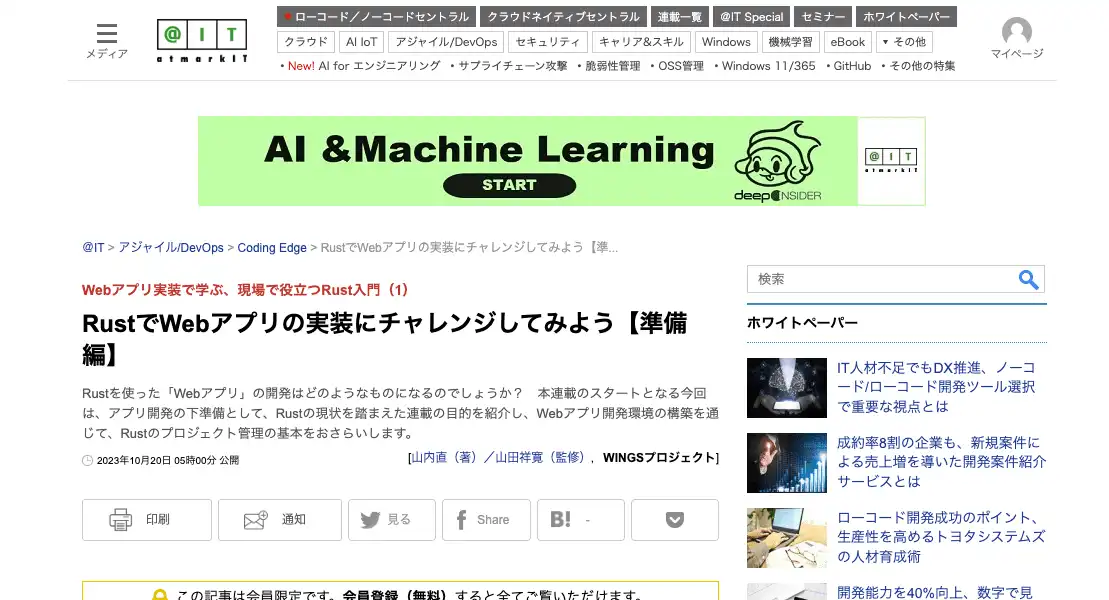 メディア
@IT
atmarkIT
★ ローコード／ノーコードセントラル
クラウドネイティブセントラル
連載一覧
@IT Special
セミナー
ホワイトペーパー
クラウド
AI IoT
アジャイル/DevOps
セキュリティ
キャリア&スキル
Windows
機械学習
eBook
▼ その他
・New! AI for エンジニアリング ・サプライチェーン攻撃 ・脆弱性管理 ・OSS管理 ・Windows 11/365 ・GitHub ・その他の特集
マイページ
AI &Machine Learning
START
deepINSIDER
@IT
atmarkIT
@IT > アジャイル/DevOps > Coding Edge > RustでWebアプリの実装にチャレンジしてみよう【準...
Webアプリ実装で学ぶ、現場で役立つRust入門（1）
RustでWebアプリの実装にチャレンジしてみよう【準備
編】
Rustを使った「Webアプリ」の開発はどのようなものになるのでしょうか？　本連載のスタートとなる今回
は、アプリ開発の下準備として、Rustの現状を踏まえた連載の目的を紹介し、Webアプリ開発環境の構築を通
じて、Rustのプロジェクト管理の基本をおさらいします。
2023年10月20日 05時00分 公開
[山内直（著）／山田祥寛（監修）, WINGSプロジェクト]
印刷
通知
見る
Share
B! -
この記事は会員限定です。会員登録（無料）すると全てご覧いただけます。
検索
ホワイトペーパー
IT人材不足でもDX推進、ノーコ
ード/ローコード開発ツール選択
で重要な視点とは
成約率8割の企業も、新規案件に
よる売上増を導いた開発案件紹介
サービスとは
ローコード開発成功のポイント、
生産性を高めるトヨタシステムズ
の人材育成術
開発能力を40%向上、数字で見